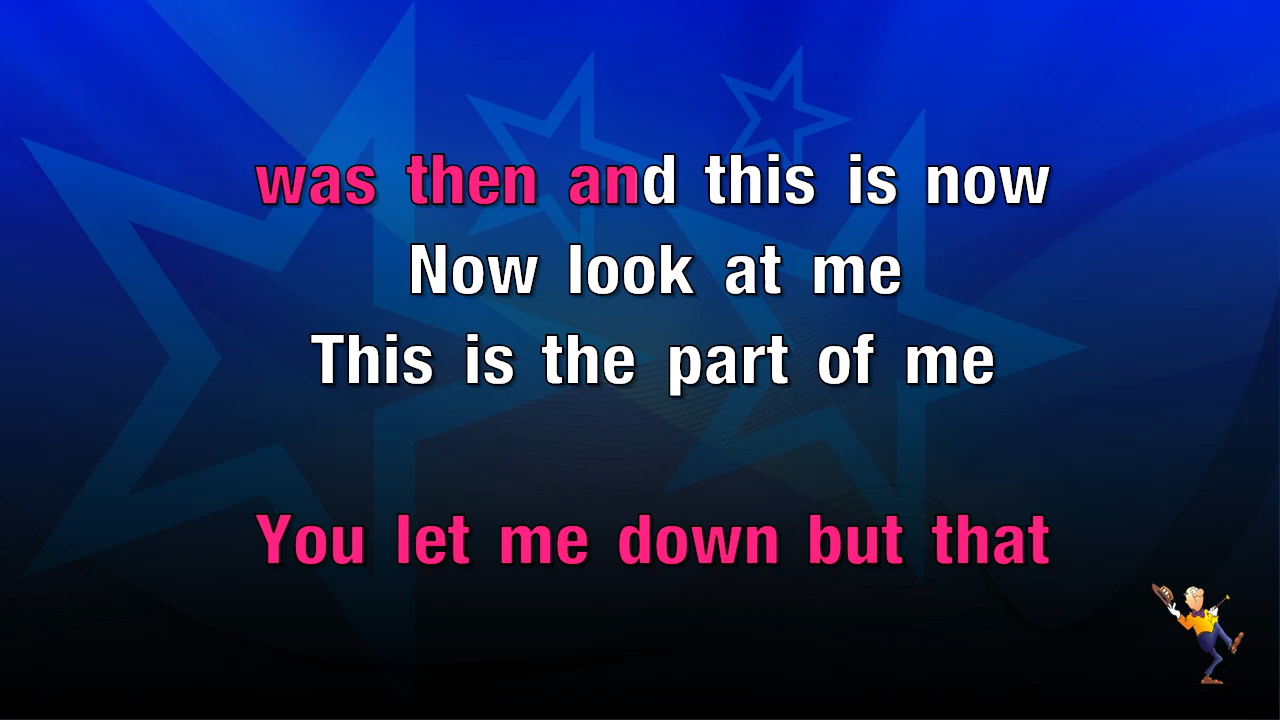 was then and this is now
Now look at me
This is the part of me
You let me down but that